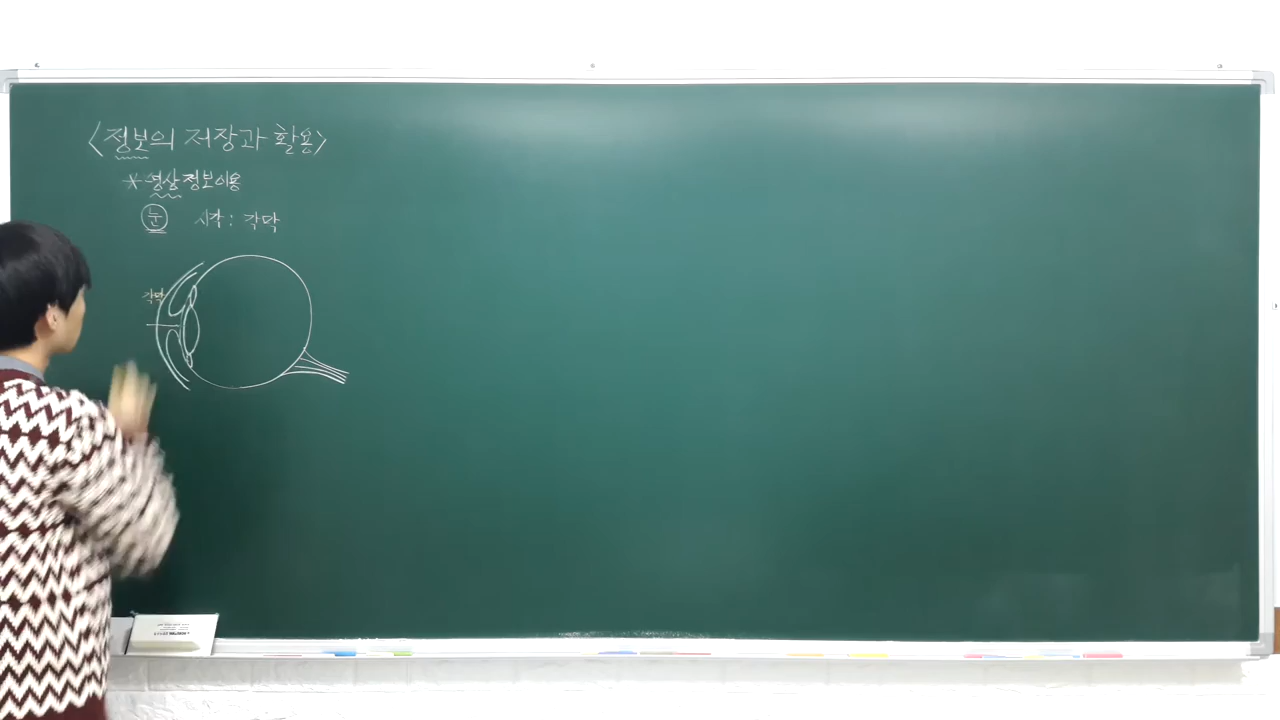 <정보의 저장과 활용>
* 영상정보이용
눈 시각: 각막
각막